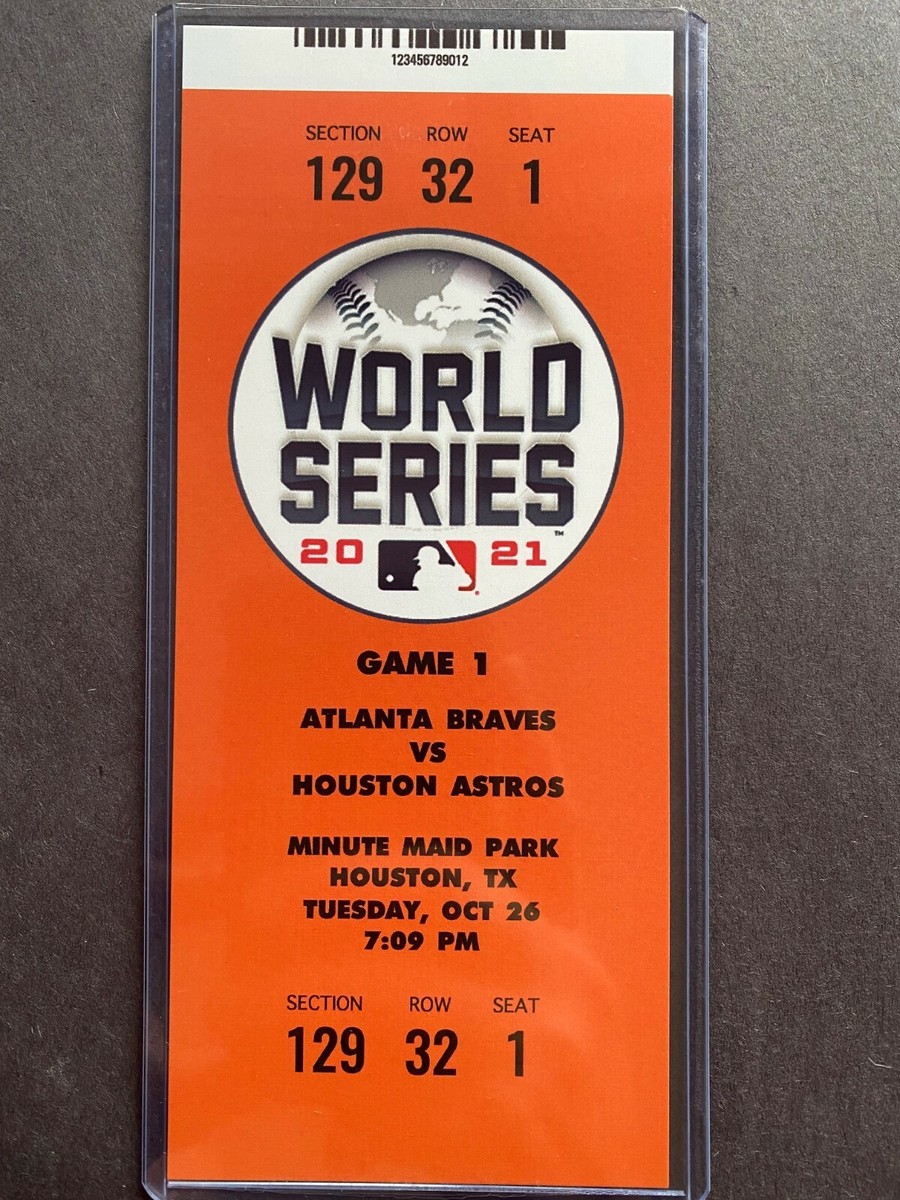 123456789012
SECTION ROW SEAT
129 32 1
WORLD
SERIES
™
20 21
GAME 1
ATLANTA BRAVES
VS
HOUSTON ASTROS
MINUTE MAID PARK
HOUSTON, TX
TUESDAY, OCT 26
7:09 PM
SECTION ROW SEAT
129 32 1